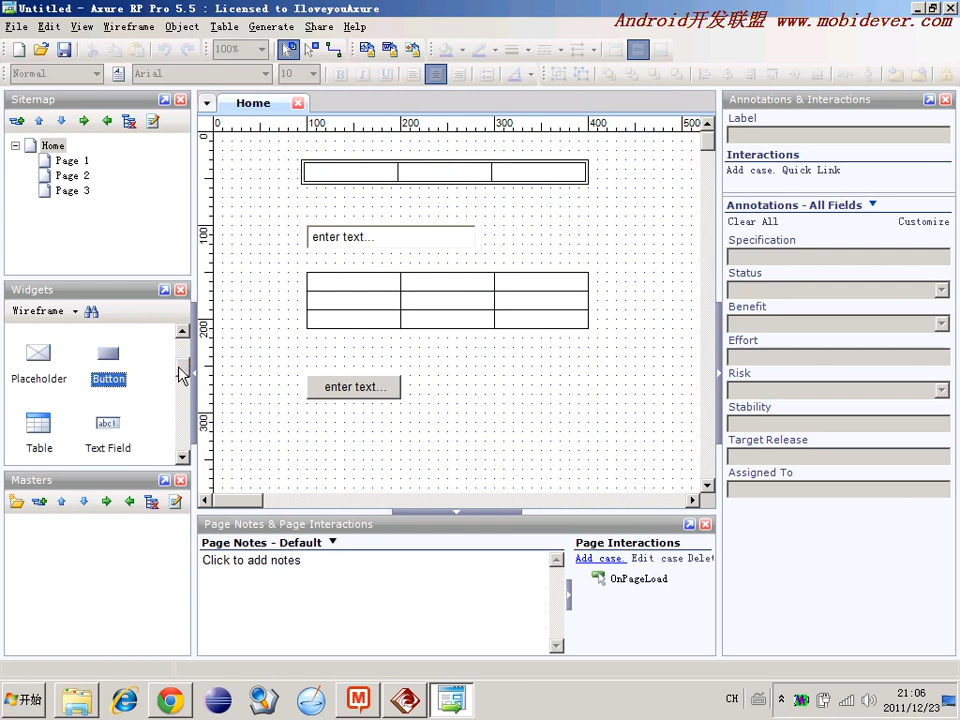 Untitled - Axure RP Pro 5.5 : Licensed to IloveyouAxure
Android开发联盟 www.mobidever.com
File Edit View Wireframe Object Table Generate Share Help
100%
Normal Arial 10
Sitemap
Home
Page 1
Page 2
Page 3
Widgets
Wireframe
Placeholder Button
Table Text Field
Masters
Home
0 100 200 300 400 500
0
100
200
300
enter text...
enter text...
Page Notes & Page Interactions
Page Notes - Default
Click to add notes
Page Interactions
Add case. Edit case Delet
OnPageLoad
Annotations & Interactions
Label
Interactions
Add case. Quick Link
Annotations - All Fields
Clear All Customize
Specification
Status
Benefit
Effort
Risk
Stability
Target Release
Assigned To
开始
CH
21:06
2011/12/23